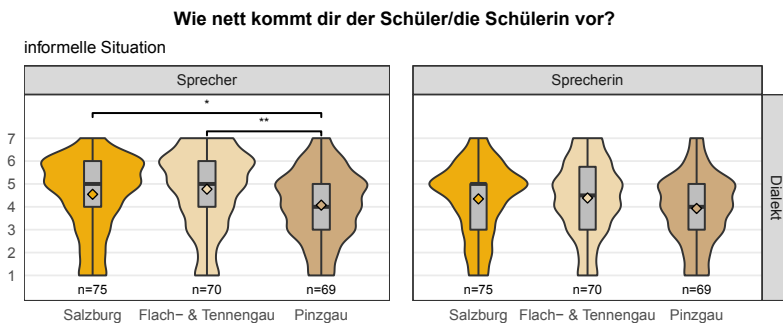 Wie nett kommt dir der Schüler/die Schülerin vor?
informelle Situation
Sprecher
Sprecherin
*
**
7
6
5
4
3
2
1
Dialekt
n=75
n=70
n=69
n=75
n=70
n=69
Salzburg
Flach− & Tennengau
Pinzgau
Salzburg
Flach− & Tennengau
Pinzgau